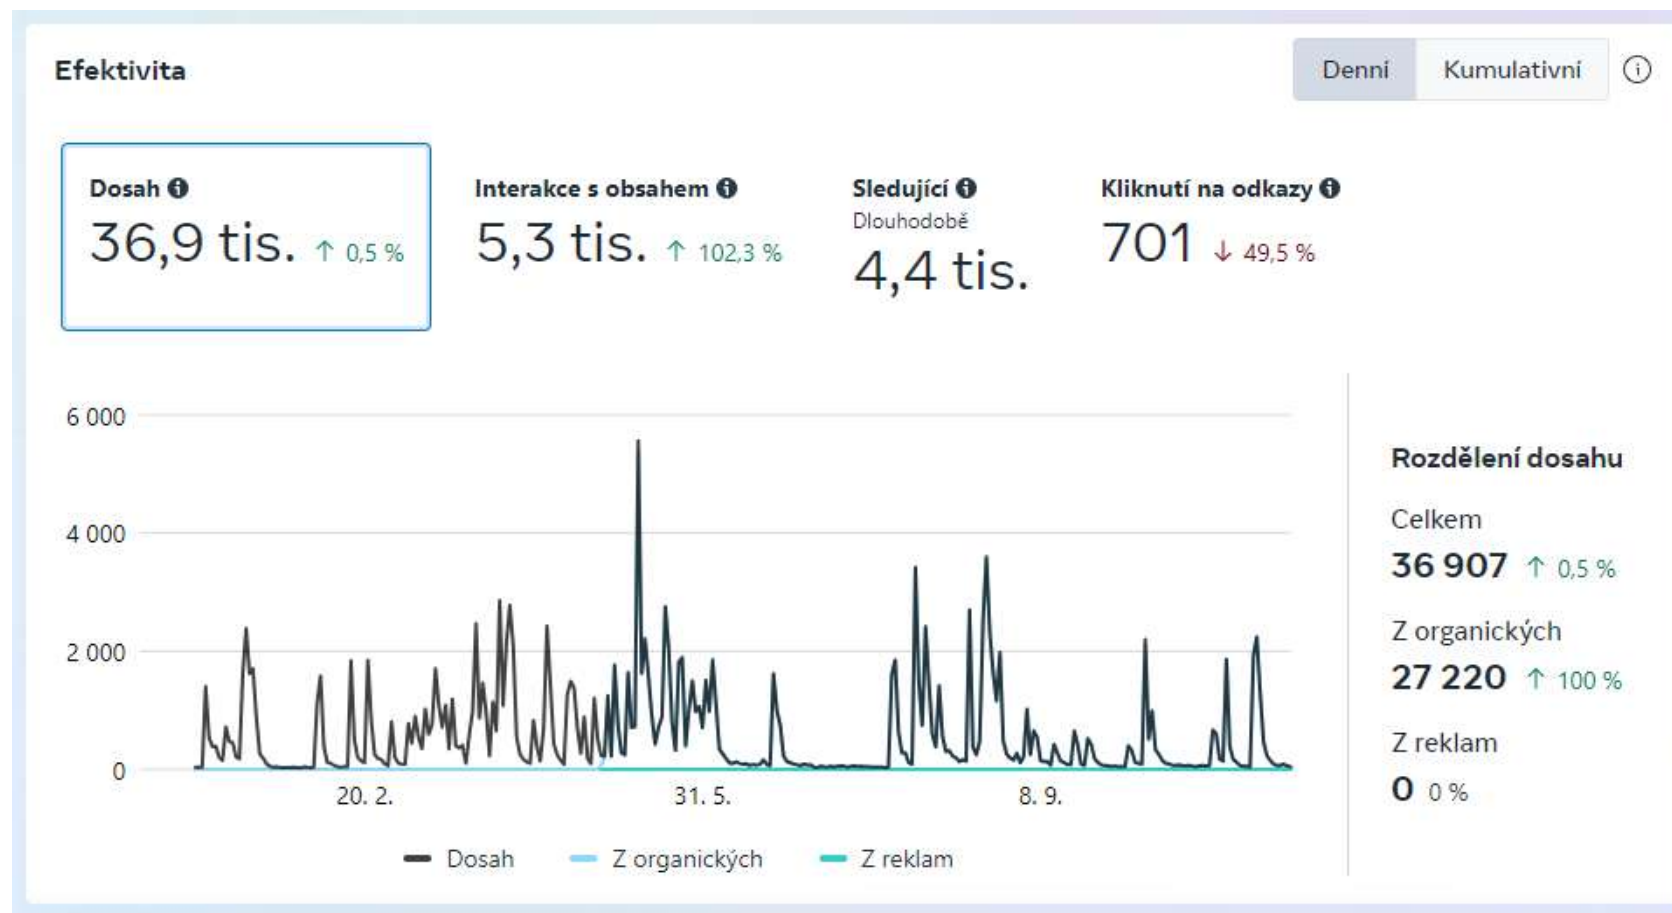 Efektivita
Denní
Kumulativní
Dosah
36,9 tis. ↑ 0,5 %
Interakce s obsahem
5,3 tis. ↑ 102,3 %
Sledující
Dlouhodobě
4,4 tis.
Kliknutí na odkazy
701 ↓ 49,5 %
6 000
4 000
2 000
0
20. 2.
31. 5.
8. 9.
Dosah
Z organických
Z reklam
Rozdělení dosahu
Celkem
36 907 ↑ 0,5 %
Z organických
27 220 ↑ 100 %
Z reklam
0 0 %